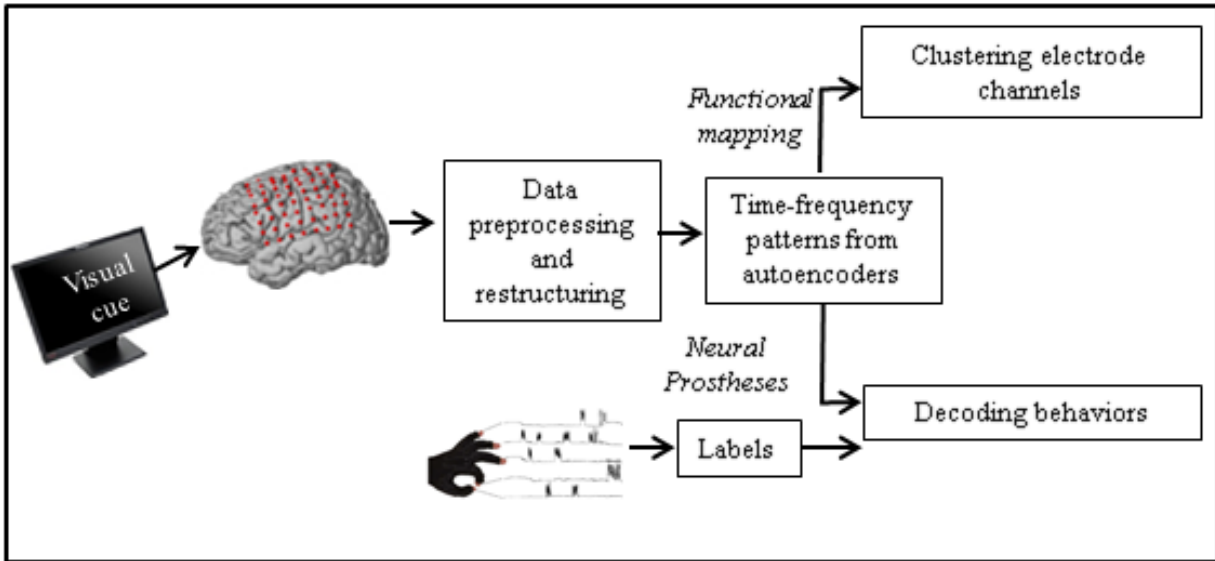 Visual
cue
Data
preprocessing
and
restructuring
Functional
mapping
Time-frequency
patterns from
autoencoders
Clustering electrode
channels
Neural
Prostheses
Labels
Decoding behaviors